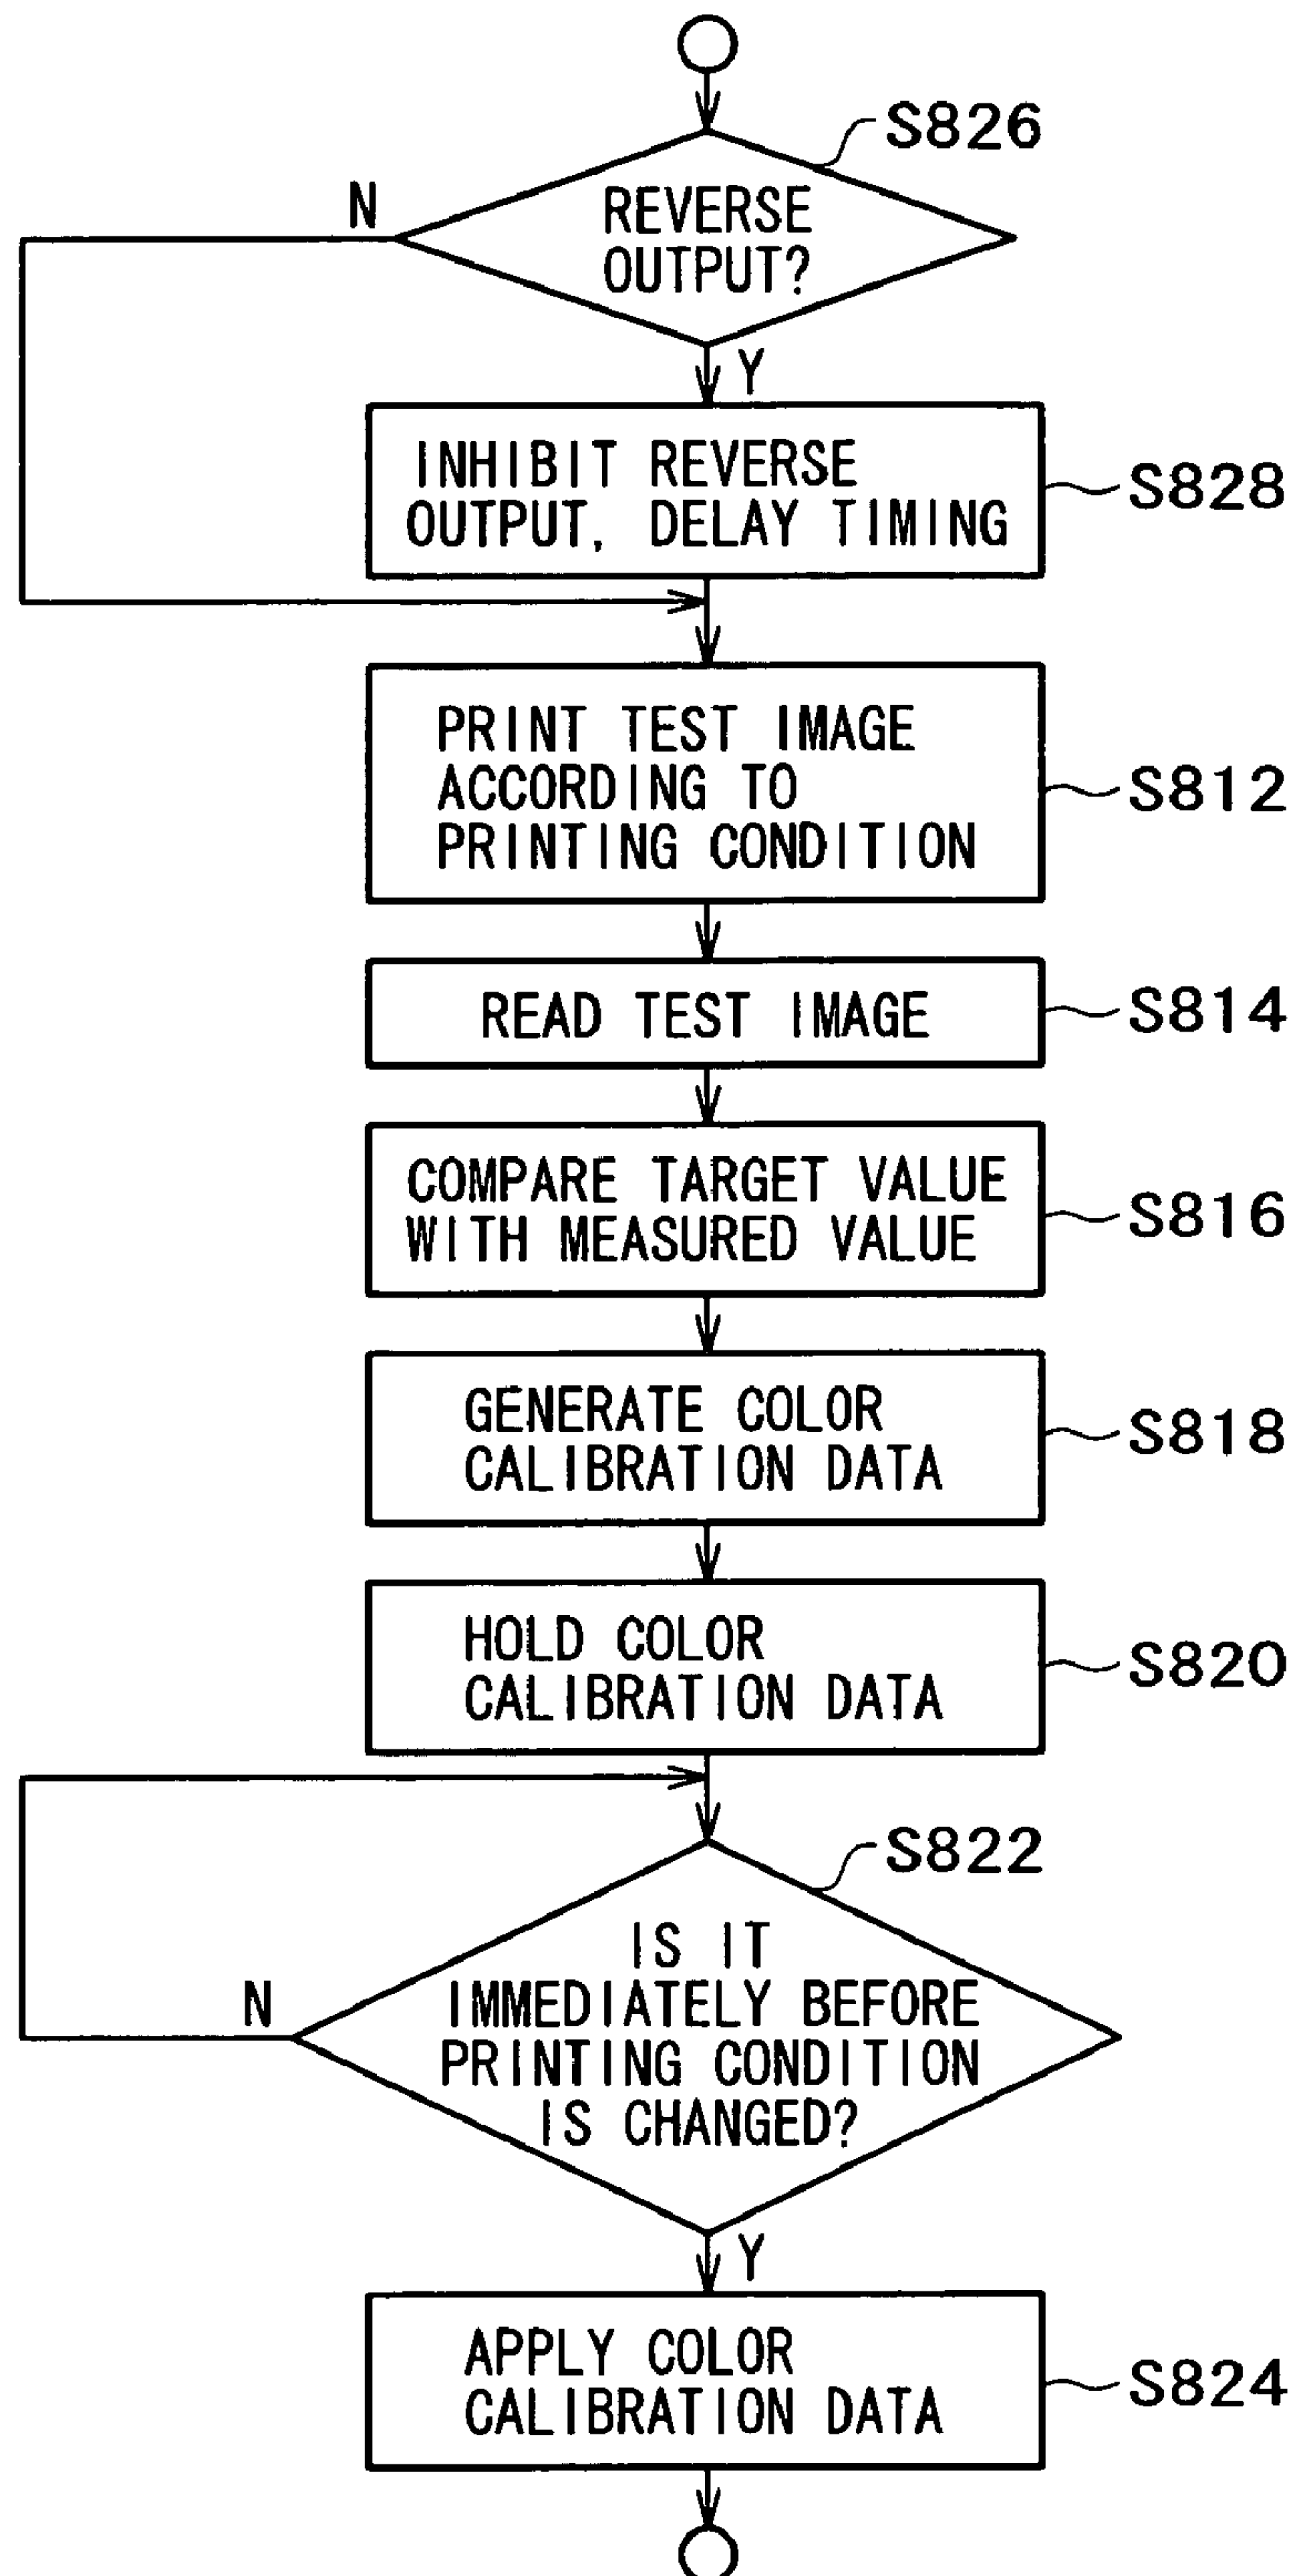 S826
N
REVERSE
OUTPUT?
Y
INHIBIT REVERSE
OUTPUT, DELAY TIMING
S828
PRINT TEST IMAGE
ACCORDING TO
PRINTING CONDITION
S812
READ TEST IMAGE
S814
COMPARE TARGET VALUE
WITH MEASURED VALUE
S816
GENERATE COLOR
CALIBRATION DATA
S818
HOLD COLOR
CALIBRATION DATA
S820
S822
N
IS IT
IMMEDIATELY BEFORE
PRINTING CONDITION
IS CHANGED?
Y
APPLY COLOR
CALIBRATION DATA
S824